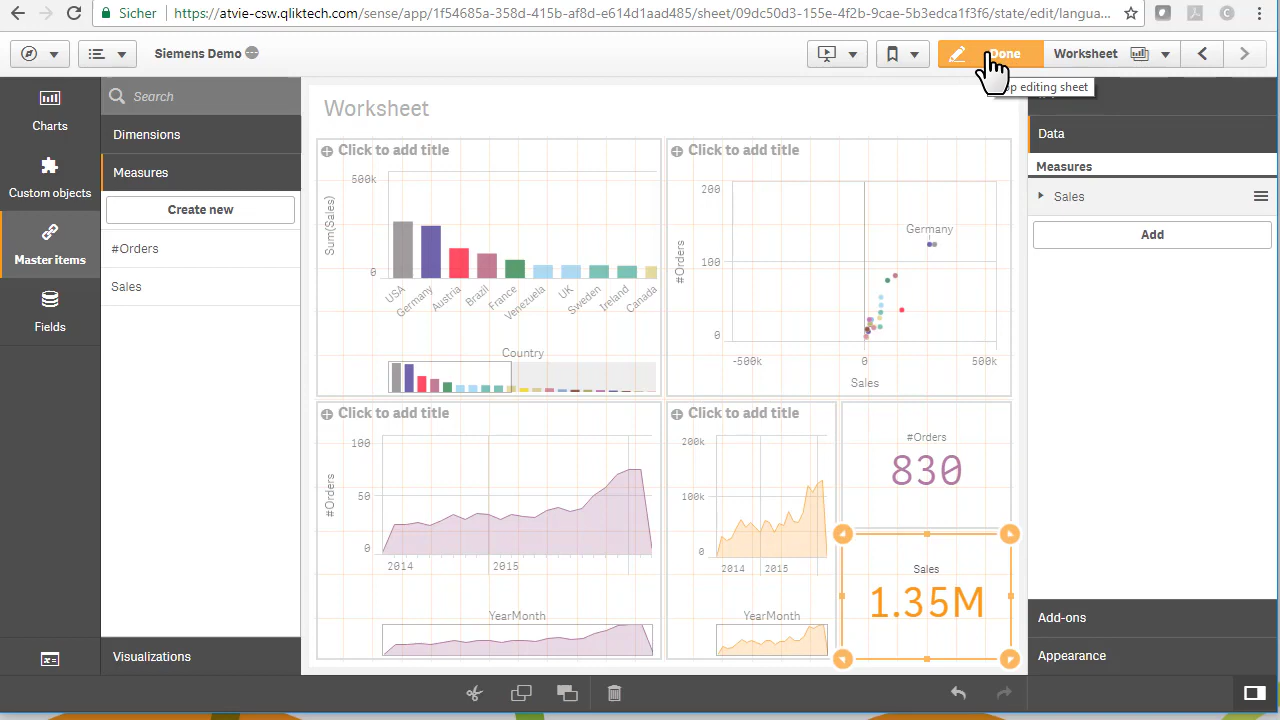 Sicher
https://atvie-csw.qliktech.com/sense/app/1f54685a-358d-415b-af8d-e614d1aad485/sheet/09dc50d3-155e-4f2b-9cae-5b3edca1f3f6/state/edit/langua...
Siemens Demo
Done
Worksheet
editing sheet
Charts
Custom objects
Master items
Fields
Search
Dimensions
Measures
Create new
#Orders
Sales
Visualizations
Worksheet
Click to add title
500k
0
Sum(Sales)
USA
Germany
Austria
Brazil
France
Venezuela
UK
Sweden
Ireland
Canada
Country
Click to add title
200
100
0
#Orders
Germany
-500k
0
500k
Sales
Click to add title
100
50
0
#Orders
2014
2015
YearMonth
Click to add title
200k
100k
0
2014
2015
YearMonth
#Orders
830
Sales
1.35M
Data
Measures
Sales
Add
Add-ons
Appearance